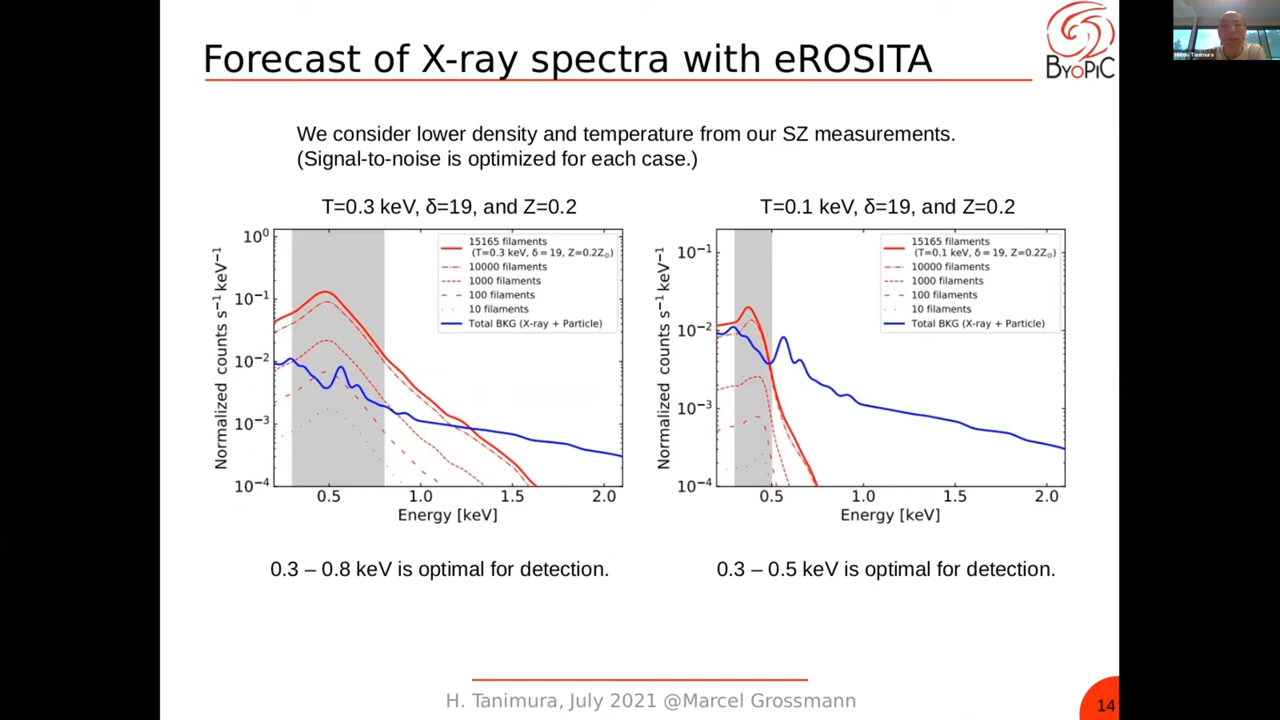 Forecast of X-ray spectra with eROSITA
BYOPIC
Hideki Tanimura
We consider lower density and temperature from our SZ measurements.
(Signal-to-noise is optimized for each case.)
T=0.3 keV, δ=19, and Z=0.2
15165 filaments
(T=0.3 keV, δ = 19, Z=0.2Z⊙)
10000 filaments
1000 filaments
100 filaments
10 filaments
Total BKG (X-ray + Particle)
Normalized counts s⁻¹ keV⁻¹
10⁰
10⁻¹
10⁻²
10⁻³
10⁻⁴
0.5 1.0 1.5 2.0
Energy [keV]
T=0.1 keV, δ=19, and Z=0.2
15165 filaments
(T=0.1 keV, δ = 19, Z=0.2Z⊙)
10000 filaments
1000 filaments
100 filaments
10 filaments
Total BKG (X-ray + Particle)
Normalized counts s⁻¹ keV⁻¹
10⁻¹
10⁻²
10⁻³
10⁻⁴
0.5 1.0 1.5 2.0
Energy [keV]
0.3 – 0.8 keV is optimal for detection.
0.3 – 0.5 keV is optimal for detection.
H. Tanimura, July 2021 @Marcel Grossmann
14